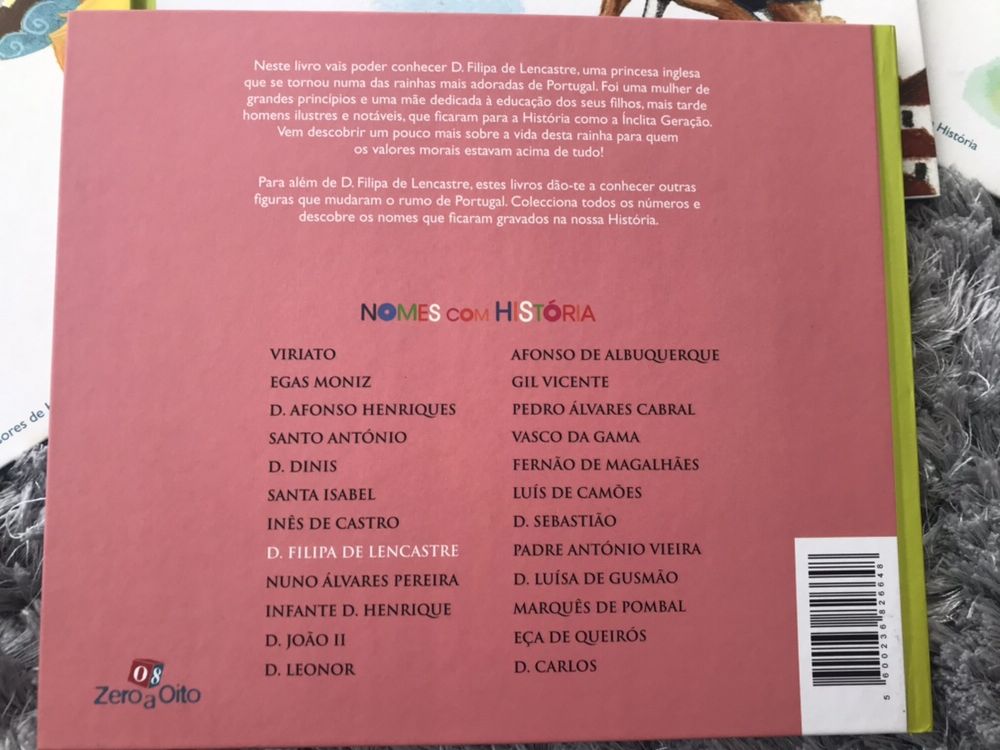 Neste livro vais poder conhecer D. Filipa de Lencastre, uma princesa inglesa
que se tornou numa das rainhas mais adoradas de Portugal. Foi uma mulher de
grandes princípios e uma mãe dedicada à educação dos seus filhos, mais tarde
homens ilustres e notáveis, que ficaram para a História como a Ínclita Geração.
Vem descobrir um pouco mais sobre a vida desta rainha para quem
os valores morais estavam acima de tudo!
Para além de D. Filipa de Lencastre, estes livros dão-te a conhecer outras
figuras que mudaram o rumo de Portugal. Colecciona todos os números e
descobre os nomes que ficaram gravados na nossa História.
NOMES COM HISTÓRIA
VIRIATO
EGAS MONIZ
D. AFONSO HENRIQUES
SANTO ANTÓNIO
D. DINIS
SANTA ISABEL
INÊS DE CASTRO
D. FILIPA DE LENCASTRE
NUNO ÁLVARES PEREIRA
INFANTE D. HENRIQUE
D. JOÃO II
D. LEONOR
AFONSO DE ALBUQUERQUE
GIL VICENTE
PEDRO ÁLVARES CABRAL
VASCO DA GAMA
FERNÃO DE MAGALHÃES
LUÍS DE CAMÕES
D. SEBASTIÃO
PADRE ANTÓNIO VIEIRA
D. LUÍSA DE GUSMÃO
MARQUÊS DE POMBAL
EÇA DE QUEIRÓS
D. CARLOS
08
Zero a Oito
5 600236 826648
História
sores de